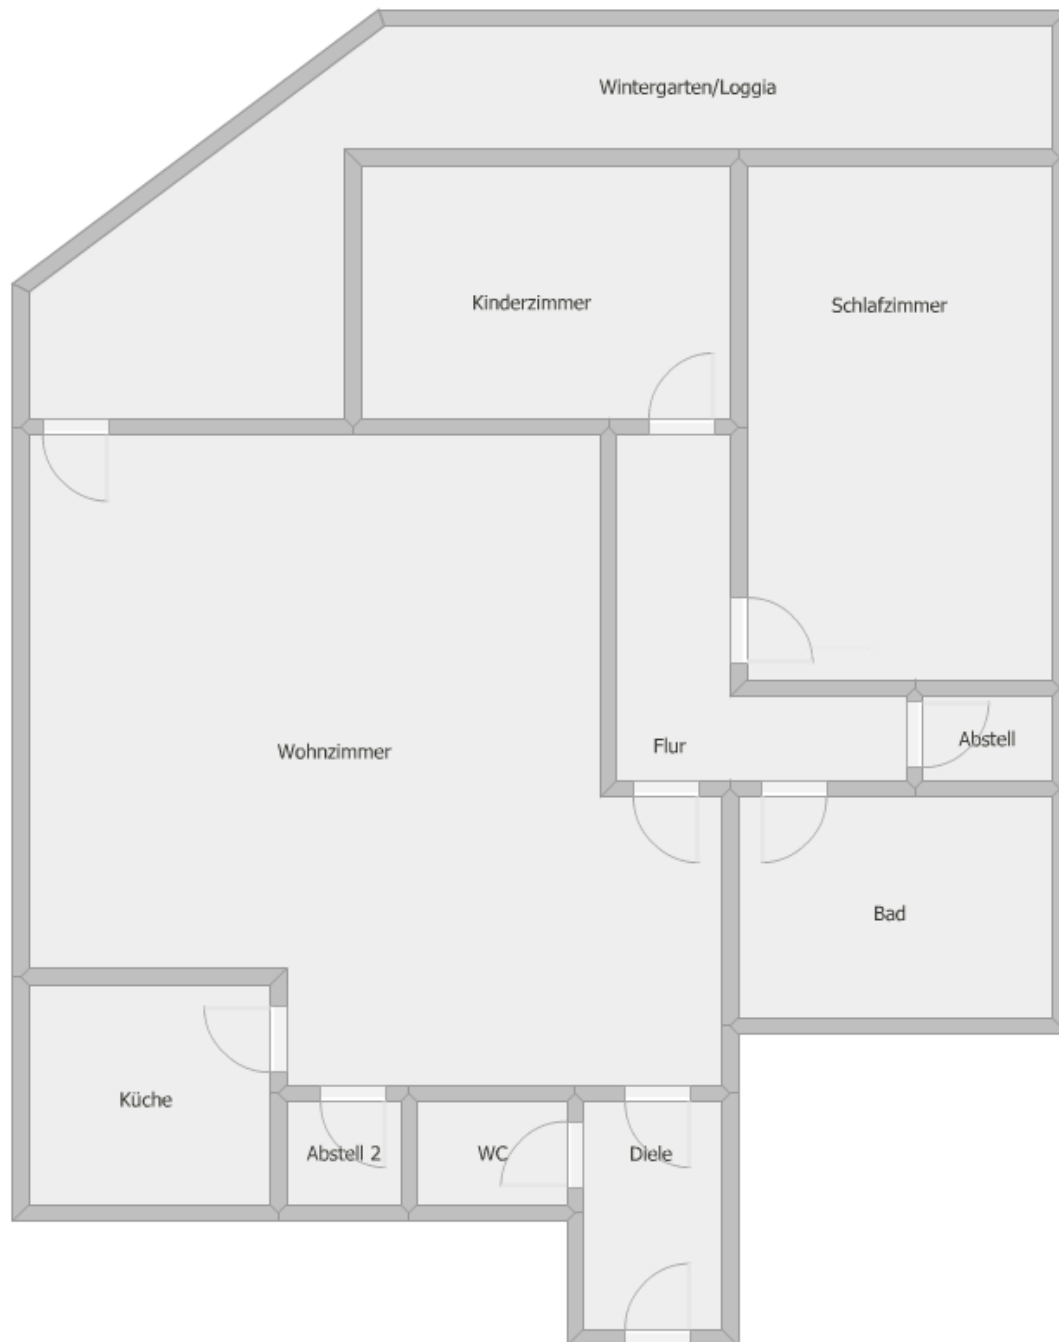 Wintergarten/Loggia
Kinderzimmer
Schlafzimmer
Wohnzimmer
Flur
Abstell
Bad
Küche
Abstell 2
WC
Diele